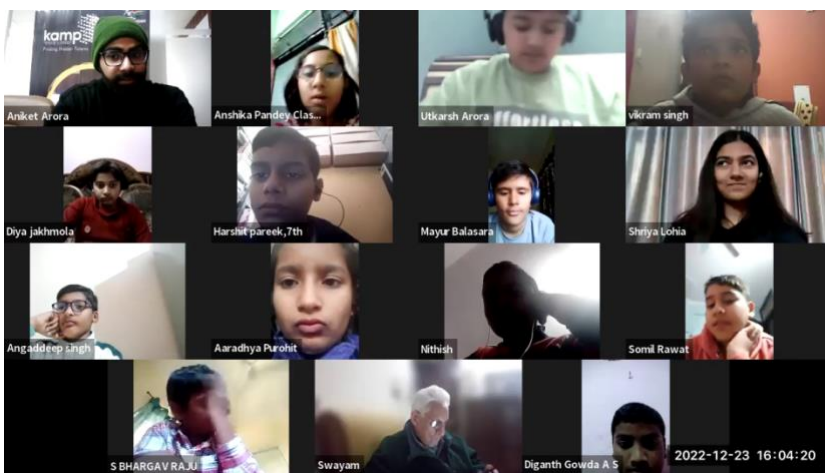 kamp
Aniket Arora
Anshika Pandey Clas...
Utkarsh Arora
vikram singh
Diya jakhmola
Harshit pareek,7th
Mayur Balasara
Shriya Lohia
Angaddeep singh
Aaradhya Purohit
Nithish
Somil Rawat
S BHARGAV RAJU
Swayam
Diganth Gowda A S
2022-12-23 16:04:20